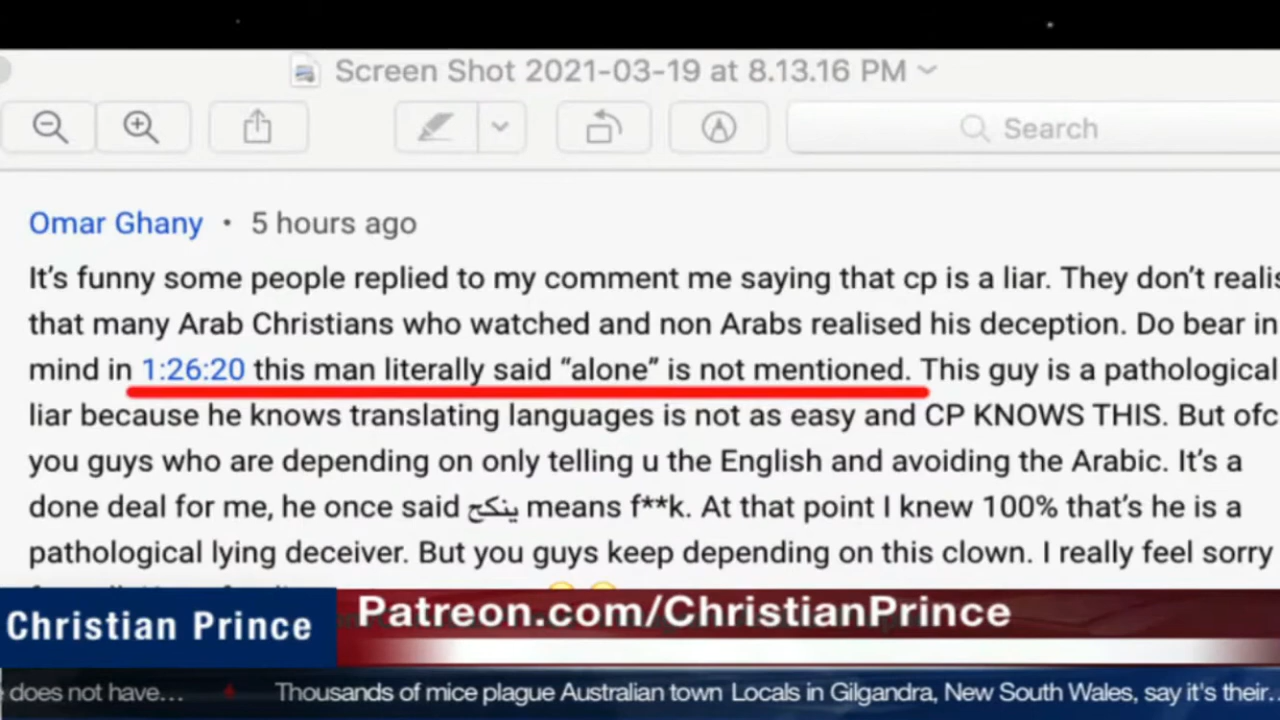 Screen Shot 2021-03-19 at 8.13.16 PM
Search
Omar Ghany • 5 hours ago
It's funny some people replied to my comment me saying that cp is a liar. They don't realis
that many Arab Christians who watched and non Arabs realised his deception. Do bear in
mind in 1:26:20 this man literally said “alone” is not mentioned. This guy is a pathological
liar because he knows translating languages is not as easy and CP KNOWS THIS. But ofc
you guys who are depending on only telling u the English and avoiding the Arabic. It's a
done deal for me, he once said ينكح means f**k. At that point I knew 100% that's he is a
pathological lying deceiver. But you guys keep depending on this clown. I really feel sorry
Christian Prince
Patreon.com/ChristianPrince
does not have... Thousands of mice plague Australian town Locals in Gilgandra, New South Wales, say it's their...